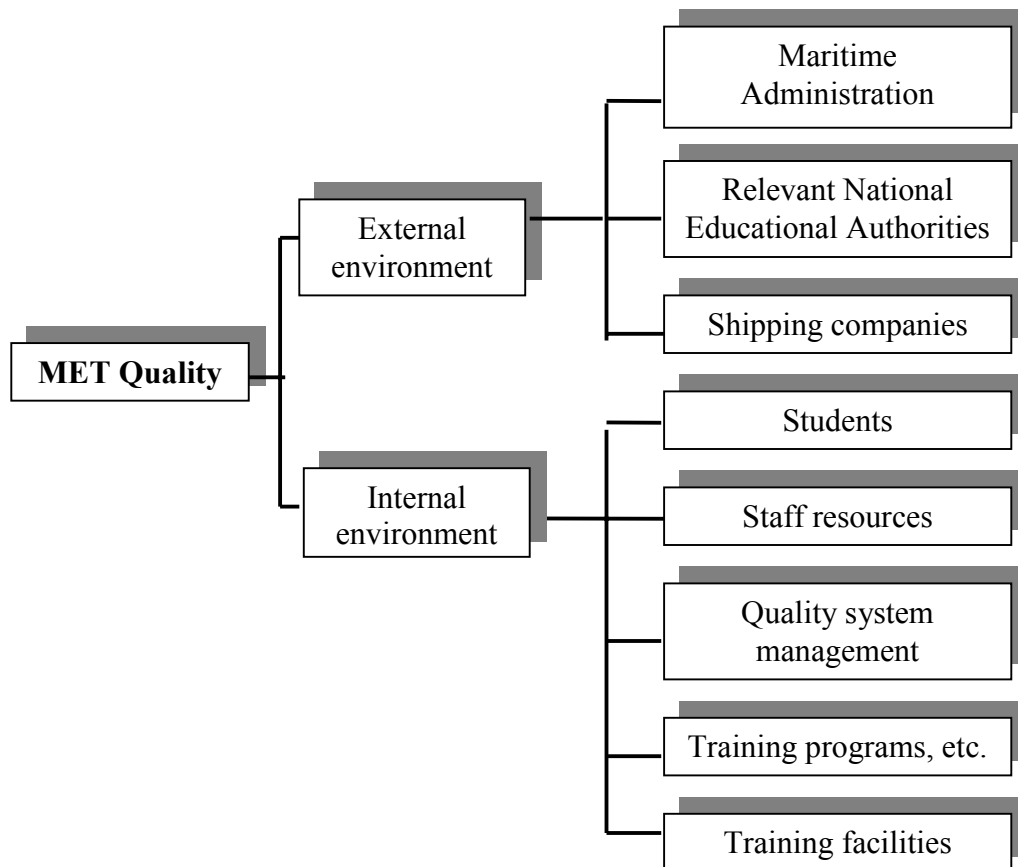 MET Quality
External
environment
Maritime
Administration
Relevant National
Educational Authorities
Shipping companies
Internal
environment
Students
Staff resources
Quality system
management
Training programs, etc.
Training facilities